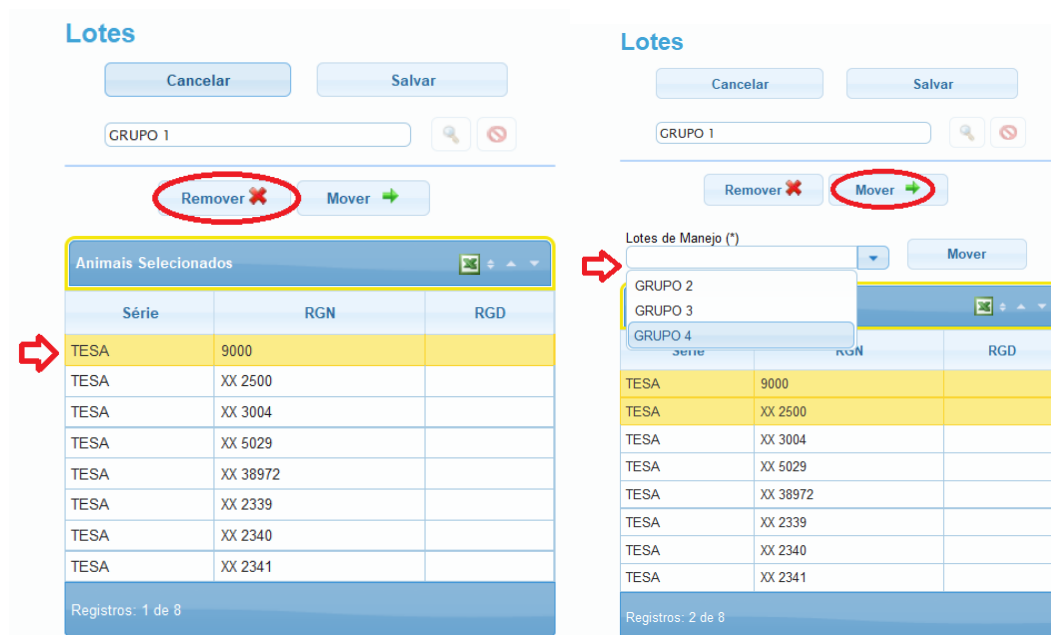 Lotes
Cancelar Salvar
GRUPO 1
Remover Mover
Animais Selecionados
Série RGN RGD
TESA 9000
TESA XX 2500
TESA XX 3004
TESA XX 5029
TESA XX 38972
TESA XX 2339
TESA XX 2340
TESA XX 2341
Registros: 1 de 8
Lotes
Cancelar Salvar
GRUPO 1
Remover Mover
Lotes de Manejo (*)
Mover
GRUPO 2
GRUPO 3
GRUPO 4
Série RGN RGD
TESA 9000
TESA XX 2500
TESA XX 3004
TESA XX 5029
TESA XX 38972
TESA XX 2339
TESA XX 2340
TESA XX 2341
Registros: 2 de 8